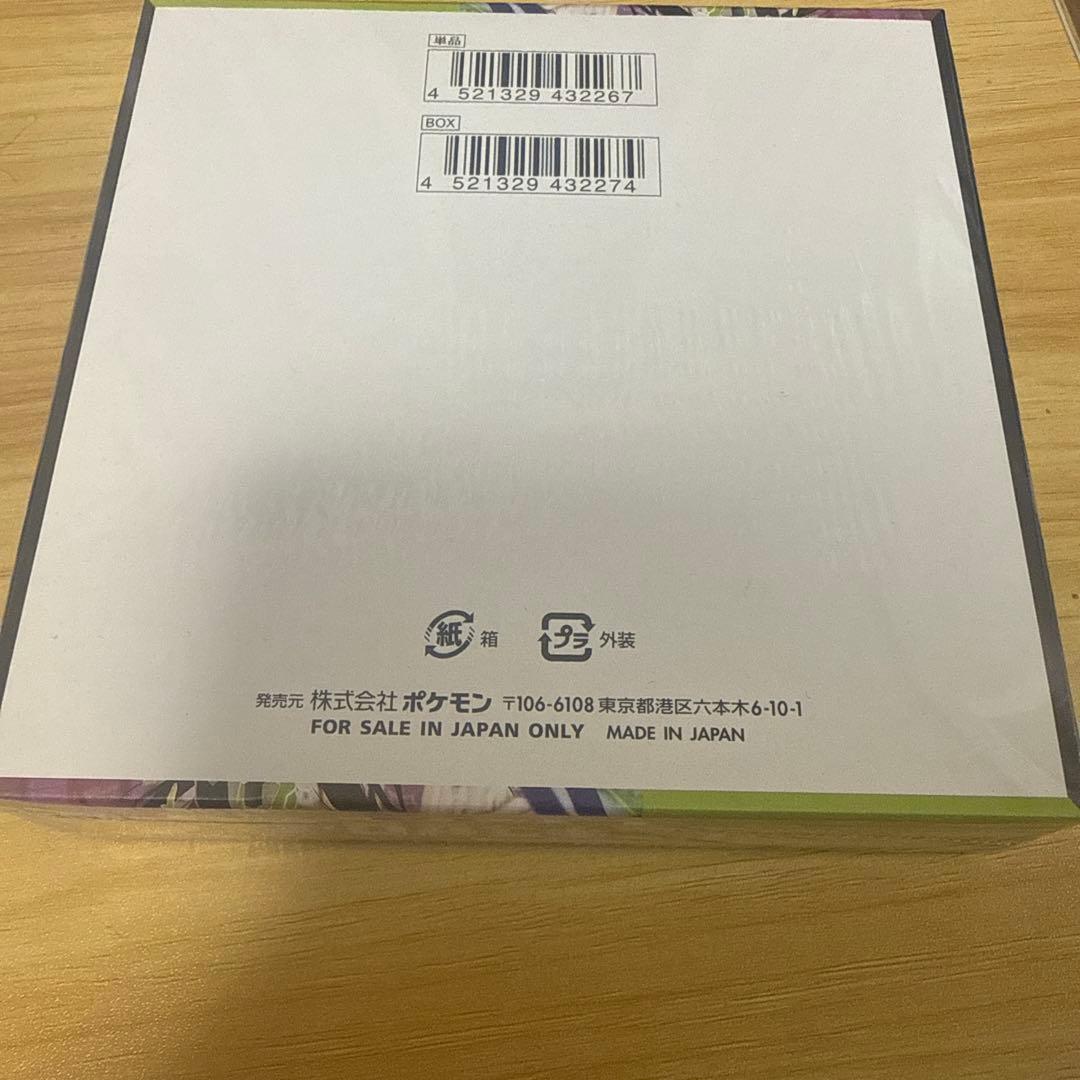 単品
4 521329 432267
BOX
4 521329 432274
紙 箱 プラ 外装
発売元 株式会社 ポケモン 〒106-6108 東京都港区六本木6-10-1
FOR SALE IN JAPAN ONLY MADE IN JAPAN